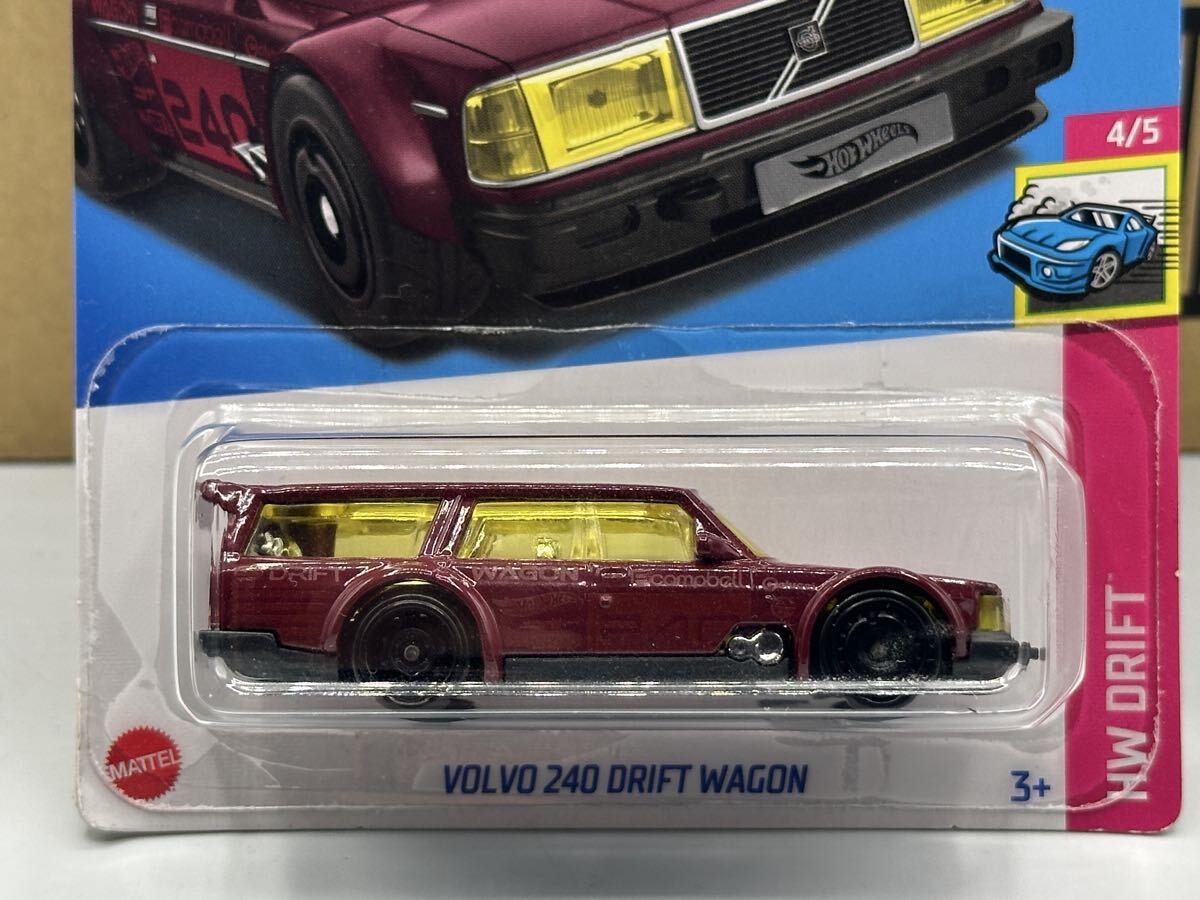 240
HOT WHEELS
4/5
DRIFT
WAGON
campbell
MATTEL
VOLVO 240 DRIFT WAGON
3+
HW DRIFT